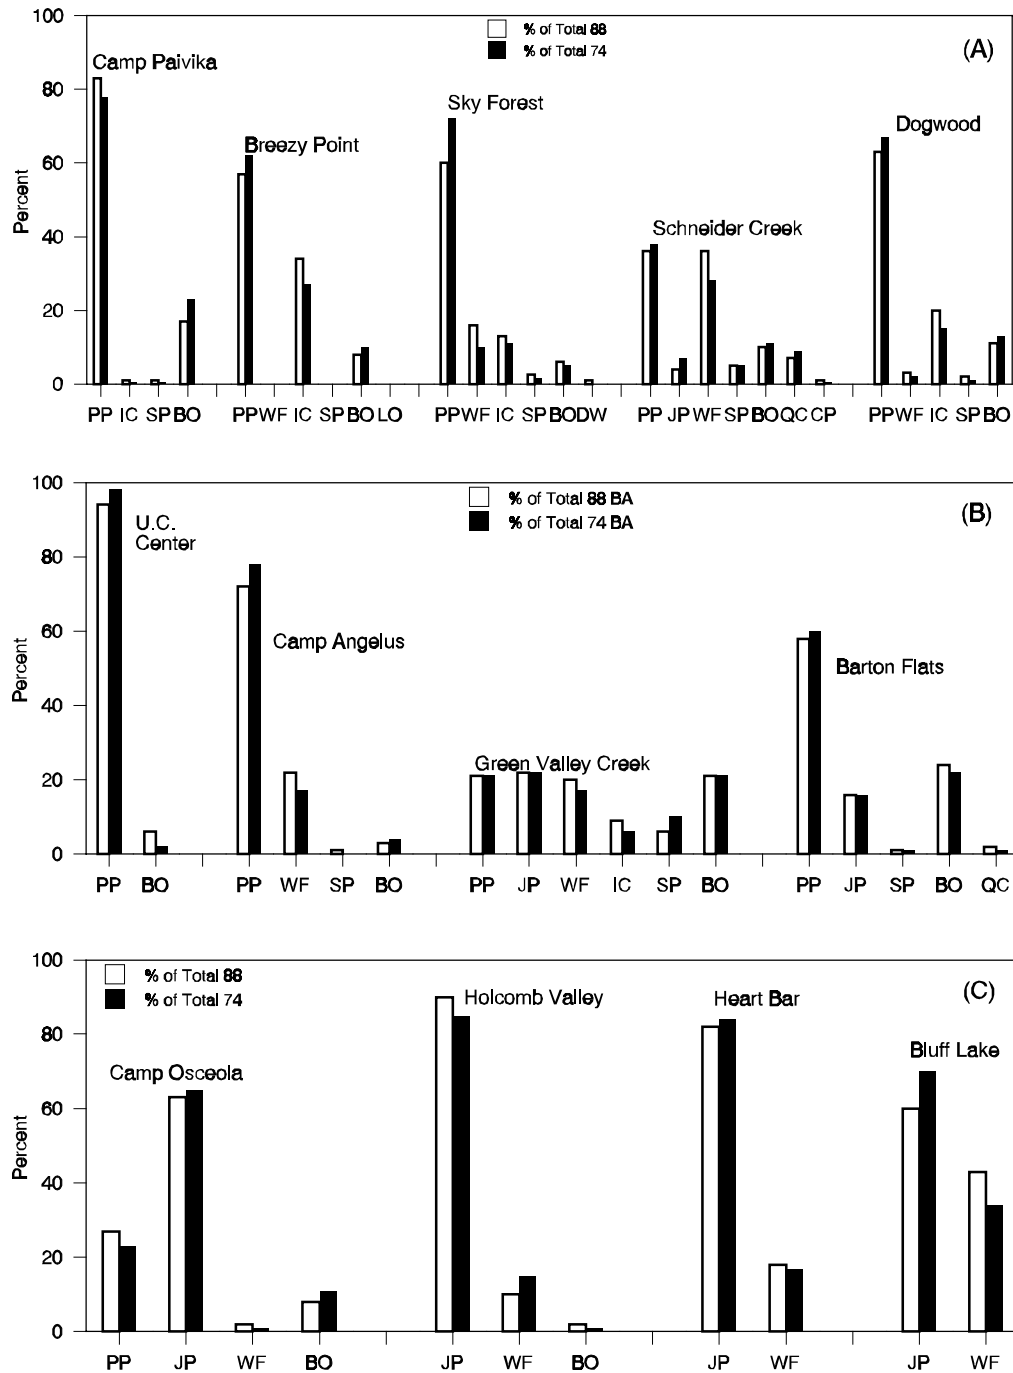 100
% of Total 88
% of Total 74
(A)
Camp Paivika
Sky Forest
Dogwood
Breezy Point
Schneider Creek
80
60
40
20
0
Percent
PP IC SP BO PP WF IC SP BO LO PP WF IC SP BO DW PP JP WF SP BO QC CP PP WF IC SP BO
100
% of Total 88 BA
% of Total 74 BA
(B)
U.C.
Center
Camp Angelus
Barton Flats
Green Valley Creek
80
60
40
20
0
Percent
PP BO PP WF SP BO PP JP WF IC SP BO PP JP SP BO QC
100
% of Total 88
% of Total 74
(C)
Holcomb Valley
Heart Bar
Bluff Lake
Camp Osceola
80
60
40
20
0
Percent
PP JP WF BO JP WF BO JP WF JP WF